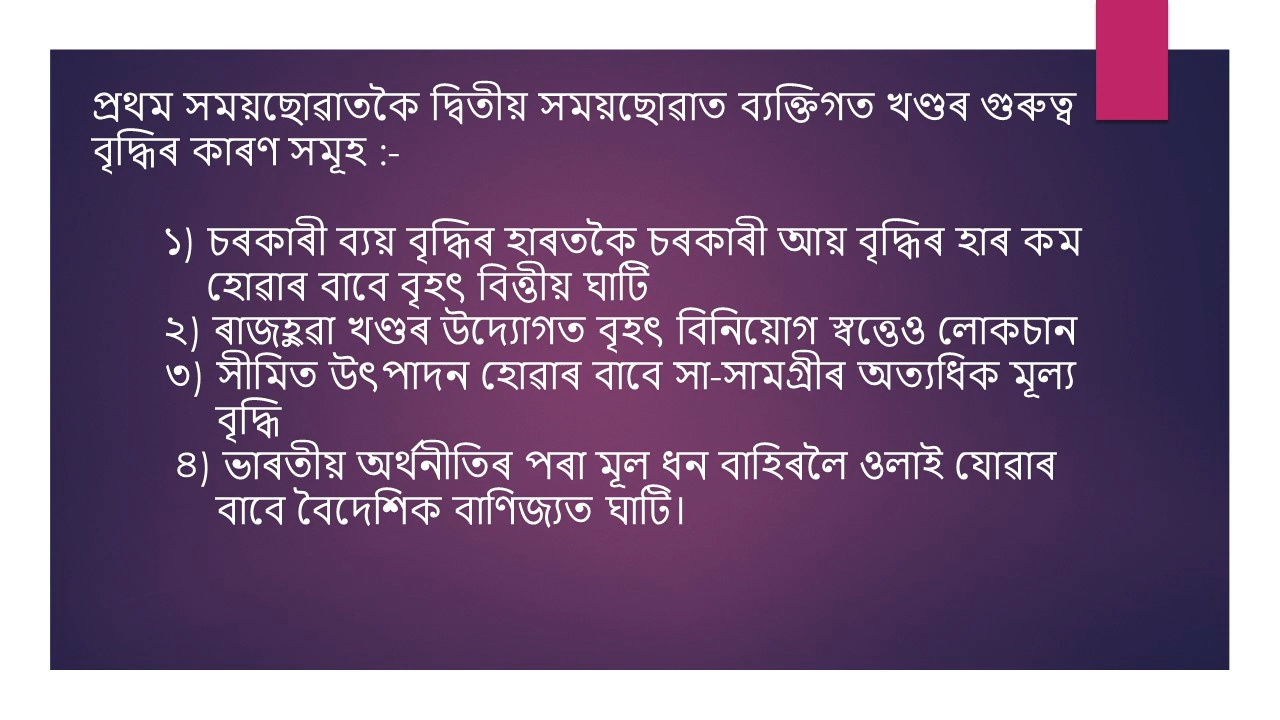 প্ৰথম সময়ছোৱাতকৈ দ্বিতীয় সময়ছোৱাত ব্যক্তিগত খণ্ডৰ গুৰুত্ব
বৃদ্ধিৰ কাৰণ সমূহ :-
১) চৰকাৰী ব্যয় বৃদ্ধিৰ হাৰতকৈ চৰকাৰী আয় বৃদ্ধিৰ হাৰ কম
হোৱাৰ বাবে বৃহৎ বিত্তীয় ঘাটি
২) ৰাজহুৱা খণ্ডৰ উদ্যোগত বৃহৎ বিনিয়োগ স্বত্তেও লোকচান
৩) সীমিত উৎপাদন হোৱাৰ বাবে সা-সামগ্ৰীৰ অত্যধিক মূল্য
বৃদ্ধি
৪) ভাৰতীয় অৰ্থনীতিৰ পৰা মূল ধন বাহিৰলৈ ওলাই যোৱাৰ
বাবে বৈদেশিক বাণিজ্যত ঘাটি।